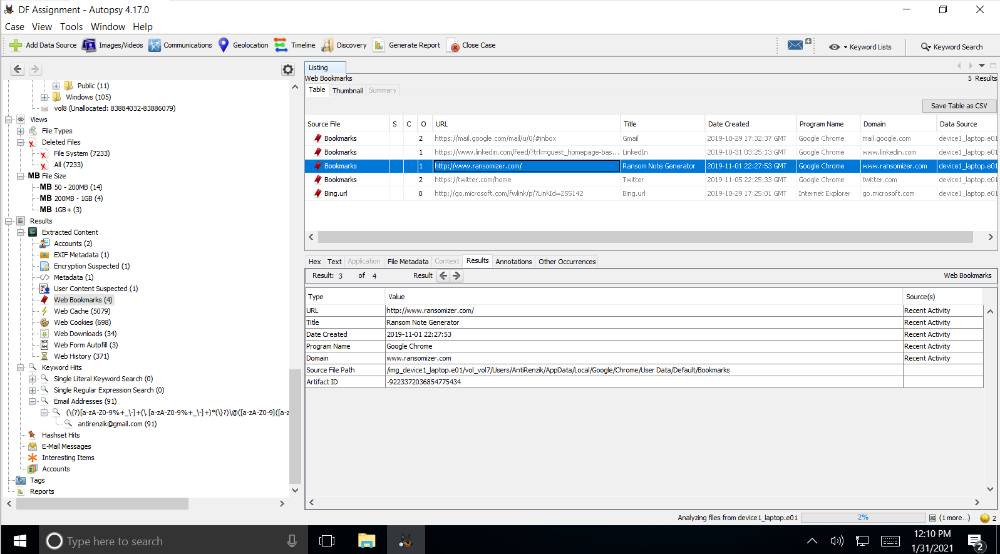 DF Assignment - Autopsy 4.17.0
Case View Tools Window Help
Add Data Source Images/Videos Communications Geolocation Timeline Discovery Generate Report Close Case 4 Keyword Lists Keyword Search
Public (11)
Windows (105)
vol8 (Unallocated: 83884032-83886079)
Views
File Types
Deleted Files
File System (7233)
All (7233)
MB File Size
MB 50 - 200MB (14)
MB 200MB - 1GB (4)
MB 1GB+ (3)
Results
Extracted Content
Accounts (2)
EXIF Metadata (1)
Encryption Suspected (1)
Metadata (1)
User Content Suspected (1)
Web Bookmarks (4)
Web Cache (5079)
Web Cookies (698)
Web Downloads (34)
Web Form Autofill (3)
Web History (371)
Keyword Hits
Single Literal Keyword Search (0)
Single Regular Expression Search (0)
Email Addresses (91)
(\{?)[a-zA-Z0-9%+_\-]+(\.[a-zA-Z0-9%+_\-]+)*(\}?)\@([a-zA-Z0-9]([a-z
antirenzik@gmail.com (91)
Hashset Hits
E-Mail Messages
Interesting Items
Accounts
Tags
Reports
Listing
Web Bookmarks 5 Results
Table Thumbnail Summary
Save Table as CSV
Source File S C O URL Title Date Created Program Name Domain Data Source
Bookmarks 2 https://mail.google.com/mail/u/0/#inbox Gmail 2019-10-29 17:32:37 GMT Google Chrome mail.google.com device1_laptop.e01
Bookmarks 1 https://www.linkedin.com/feed/?trk=guest_homepage-bas... LinkedIn 2019-10-31 03:25:13 GMT Google Chrome www.linkedin.com device1_laptop.e01
Bookmarks 1 http://www.ransomizer.com/ Ransom Note Generator 2019-11-01 22:27:53 GMT Google Chrome www.ransomizer.com device1_laptop.e01
Bookmarks 2 https://twitter.com/home Twitter 2019-11-05 22:25:33 GMT Google Chrome twitter.com device1_laptop.e01
Bing.url 0 http://go.microsoft.com/fwlink/p/?LinkId=255142 Bing.url 2019-10-29 17:25:01 GMT Internet Explorer go.microsoft.com device1_laptop.e01
Hex Text Application File Metadata Context Results Annotations Other Occurrences
Result: 3 of 4 Result Web Bookmarks
Type Value Source(s)
URL http://www.ransomizer.com/ Recent Activity
Title Ransom Note Generator Recent Activity
Date Created 2019-11-01 22:27:53 Recent Activity
Program Name Google Chrome Recent Activity
Domain www.ransomizer.com Recent Activity
Source File Path /img_device1_laptop.e01/vol_vol7/Users/AntiRenzik/AppData/Local/Google/Chrome/User Data/Default/Bookmarks
Artifact ID -9223372036854775434
Analyzing files from device1_laptop.e01 2% (1 more...) 2
Type here to search
12:10 PM
1/31/2021
2